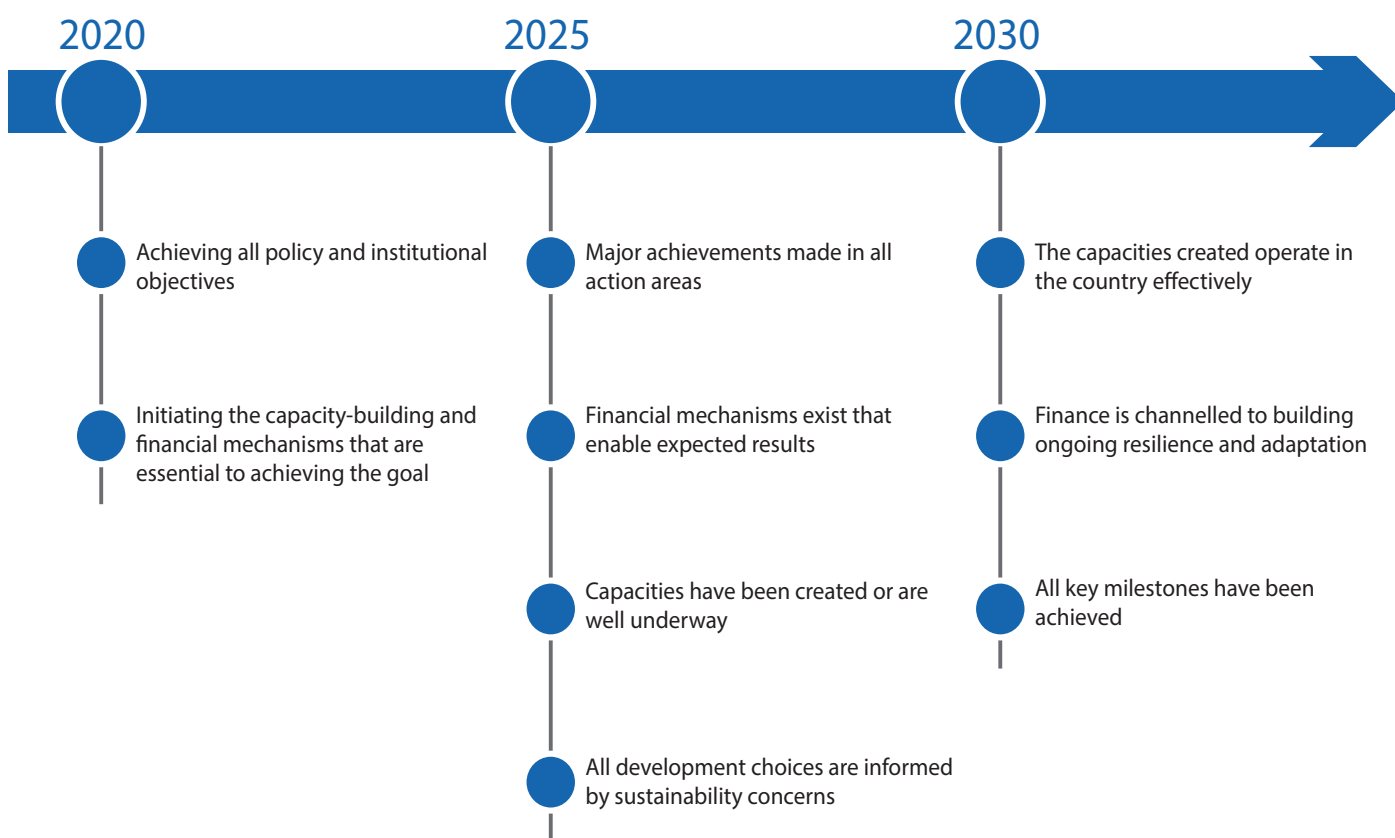 2020
2025
2030
Achieving all policy and institutional
objectives
Initiating the capacity-building and
financial mechanisms that are
essential to achieving the goal
Major achievements made in all
action areas
Financial mechanisms exist that
enable expected results
Capacities have been created or are
well underway
All development choices are informed
by sustainability concerns
The capacities created operate in
the country effectively
Finance is channelled to building
ongoing resilience and adaptation
All key milestones have been
achieved